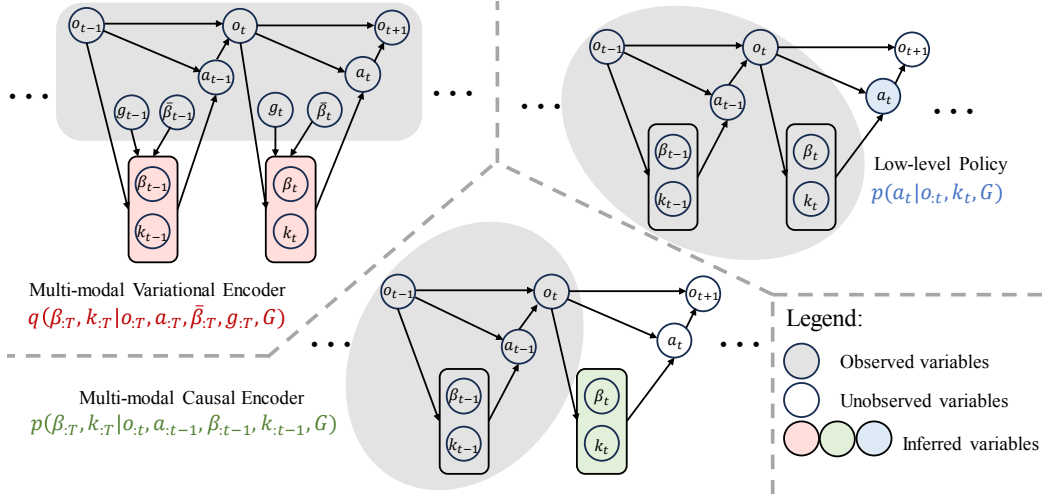 o_{t-1}
o_t
o_{t+1}
a_{t-1}
a_t
g_{t-1}
β̄_{t-1}
g_t
β̄_t
β_{t-1}
k_{t-1}
β_t
k_t
...
...
Multi-modal Variational Encoder
q(β_{:T}, k_{:T}|o_{:T}, a_{:T}, β̄_{:T}, g_{:T}, G)
o_{t-1}
o_t
o_{t+1}
a_{t-1}
a_t
β_{t-1}
k_{t-1}
β_t
k_t
...
...
Low-level Policy
p(a_t|o_{:t}, k_t, G)
o_{t-1}
o_t
o_{t+1}
a_{t-1}
a_t
β_{t-1}
k_{t-1}
β_t
k_t
...
...
Multi-modal Causal Encoder
p(β_{:T}, k_{:T}|o_{:t}, a_{:t-1}, β_{:t-1}, k_{:t-1}, G)
Legend:
Observed variables
Unobserved variables
Inferred variables